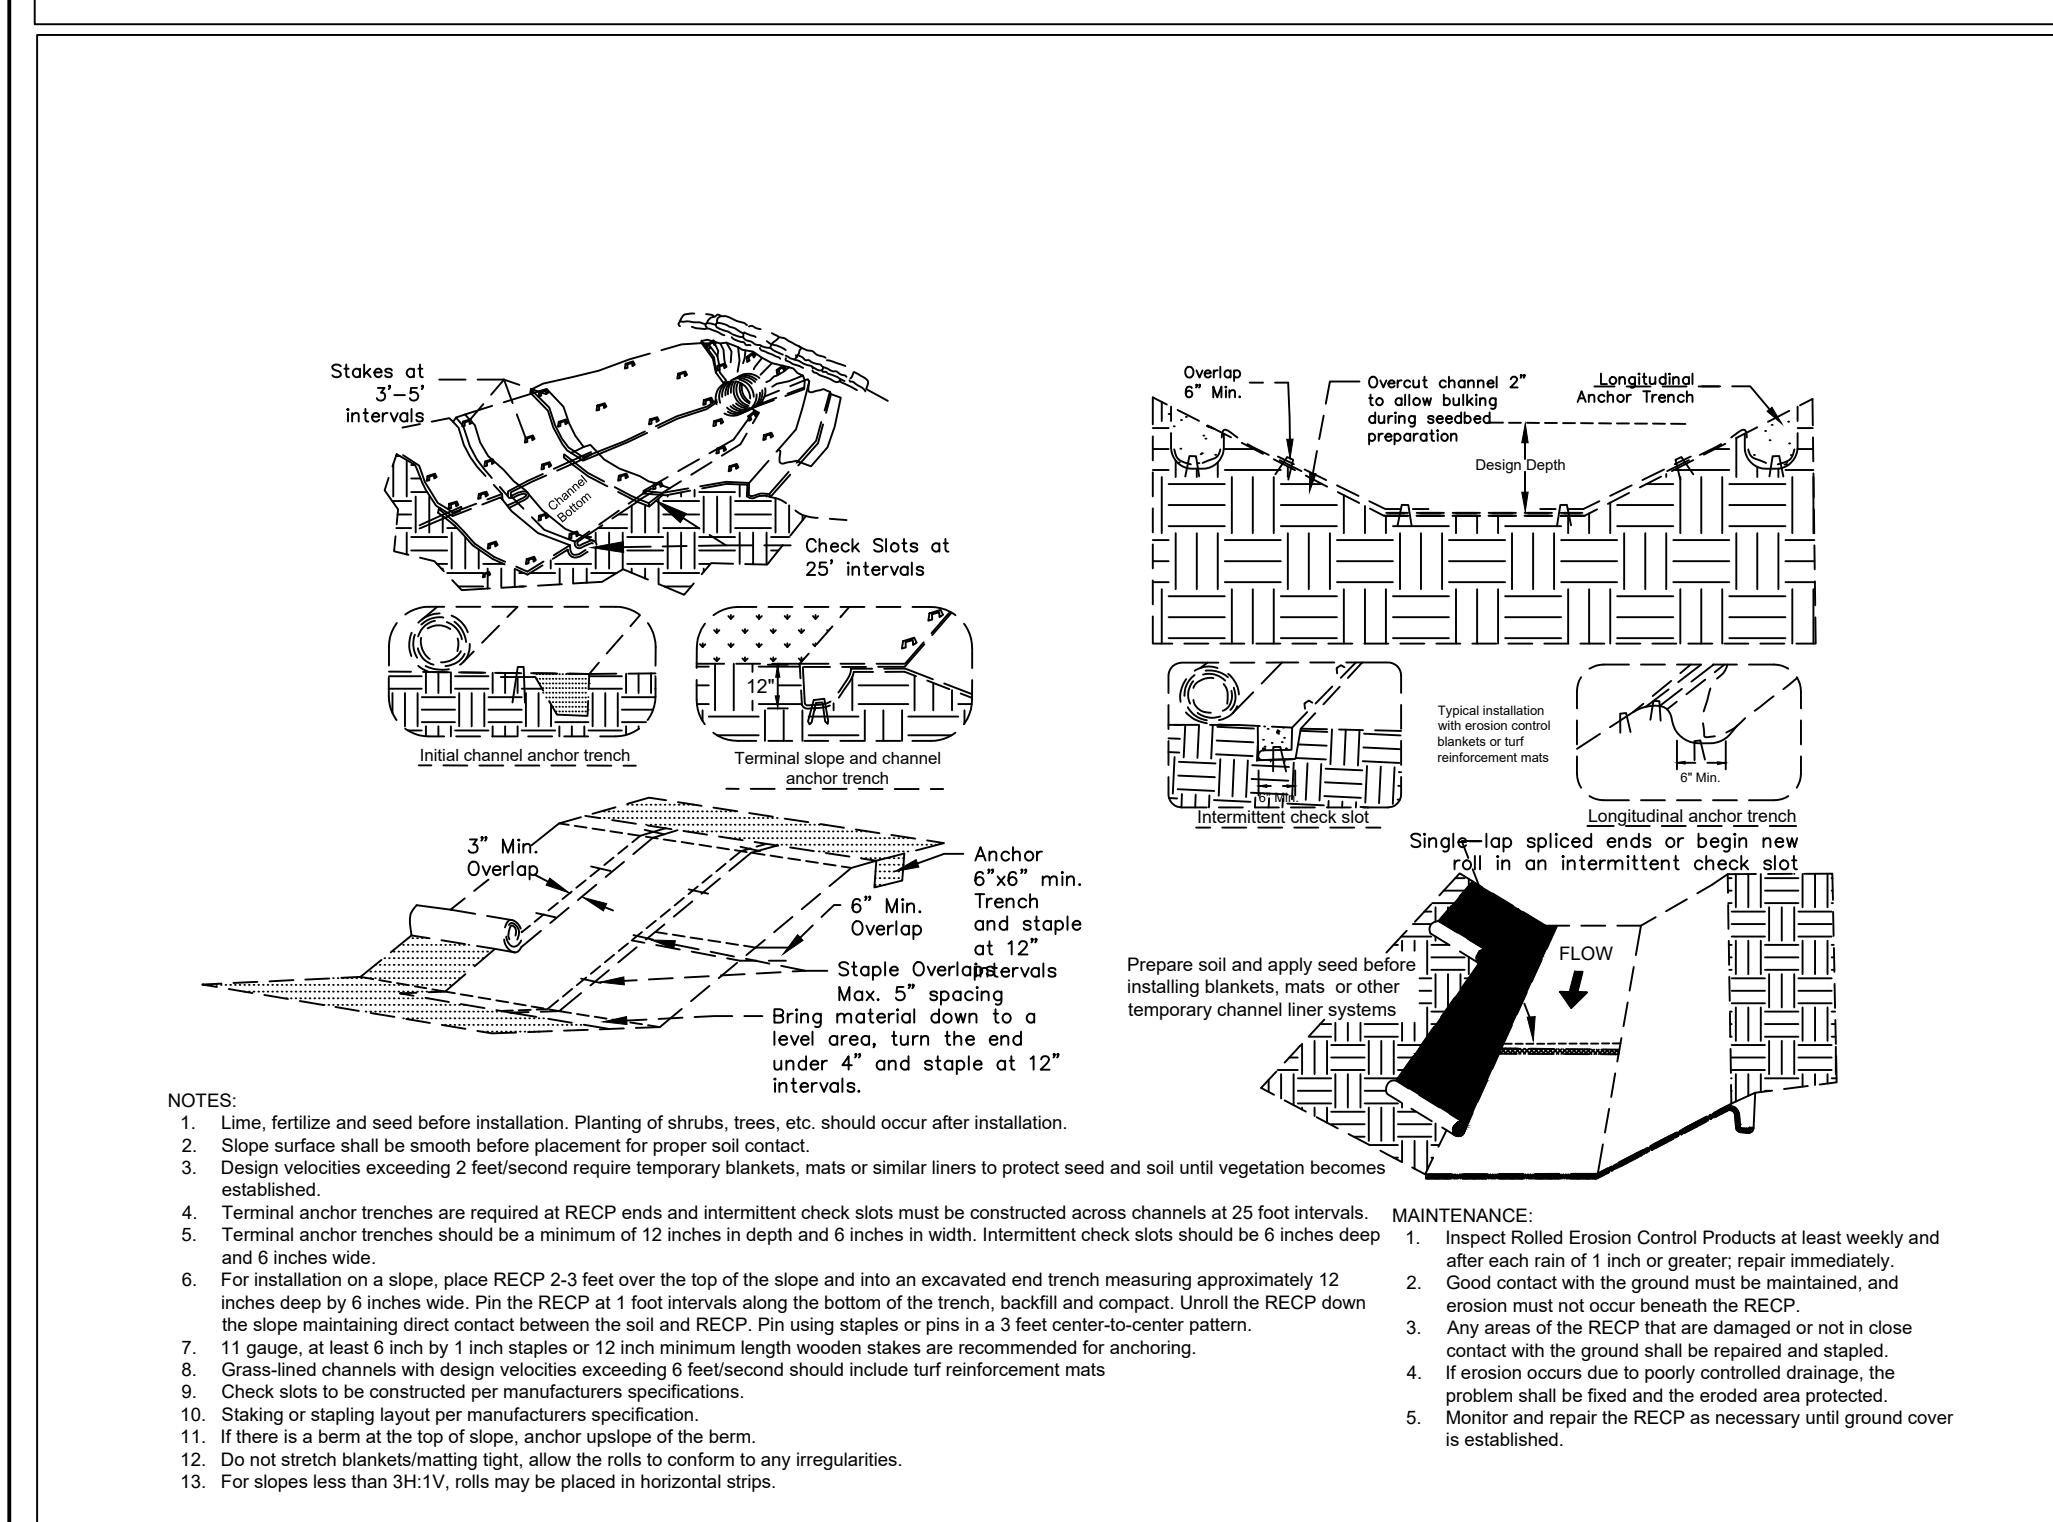 Stakes at
3'-5'
intervals
Channel
Bottom
Check Slots at
25' intervals
Initial channel anchor trench
12"
Terminal slope and channel
anchor trench
Overlap
6" Min.
Overcut channel 2"
to allow bulking
during seedbed
preparation
Longitudinal
Anchor Trench
Design Depth
6" Min.
Intermittent check slot
Typical installation
with erosion control
blankets or turf
reinforcement mats
6" Min.
Longitudinal anchor trench
3" Min.
Overlap
Anchor
6"x6" min.
Trench
and staple
at 12"
intervals
6" Min.
Overlap
Staple Overlaps
Max. 5" spacing
Bring material down to a
level area, turn the end
under 4" and staple at 12"
intervals.
Single-lap spliced ends or begin new
roll in an intermittent check slot
FLOW
Prepare soil and apply seed before
installing blankets, mats or other
temporary channel liner systems
NOTES:
1. Lime, fertilize and seed before installation. Planting of shrubs, trees, etc. should occur after installation.
2. Slope surface shall be smooth before placement for proper soil contact.
3. Design velocities exceeding 2 feet/second require temporary blankets, mats or similar liners to protect seed and soil until vegetation becomes
established.
4. Terminal anchor trenches are required at RECP ends and intermittent check slots must be constructed across channels at 25 foot intervals.
5. Terminal anchor trenches should be a minimum of 12 inches in depth and 6 inches in width. Intermittent check slots should be 6 inches deep
and 6 inches wide.
6. For installation on a slope, place RECP 2-3 feet over the top of the slope and into an excavated end trench measuring approximately 12
inches deep by 6 inches wide. Pin the RECP at 1 foot intervals along the bottom of the trench, backfill and compact. Unroll the RECP down
the slope maintaining direct contact between the soil and RECP. Pin using staples or pins in a 3 feet center-to-center pattern.
7. 11 gauge, at least 6 inch by 1 inch staples or 12 inch minimum length wooden stakes are recommended for anchoring.
8. Grass-lined channels with design velocities exceeding 6 feet/second should include turf reinforcement mats
9. Check slots to be constructed per manufacturers specifications.
10. Staking or stapling layout per manufacturers specification.
11. If there is a berm at the top of slope, anchor upslope of the berm.
12. Do not stretch blankets/matting tight, allow the rolls to conform to any irregularities.
13. For slopes less than 3H:1V, rolls may be placed in horizontal strips.
MAINTENANCE:
1. Inspect Rolled Erosion Control Products at least weekly and
after each rain of 1 inch or greater; repair immediately.
2. Good contact with the ground must be maintained, and
erosion must not occur beneath the RECP.
3. Any areas of the RECP that are damaged or not in close
contact with the ground shall be repaired and stapled.
4. If erosion occurs due to poorly controlled drainage, the
problem shall be fixed and the eroded area protected.
5. Monitor and repair the RECP as necessary until ground cover
is established.